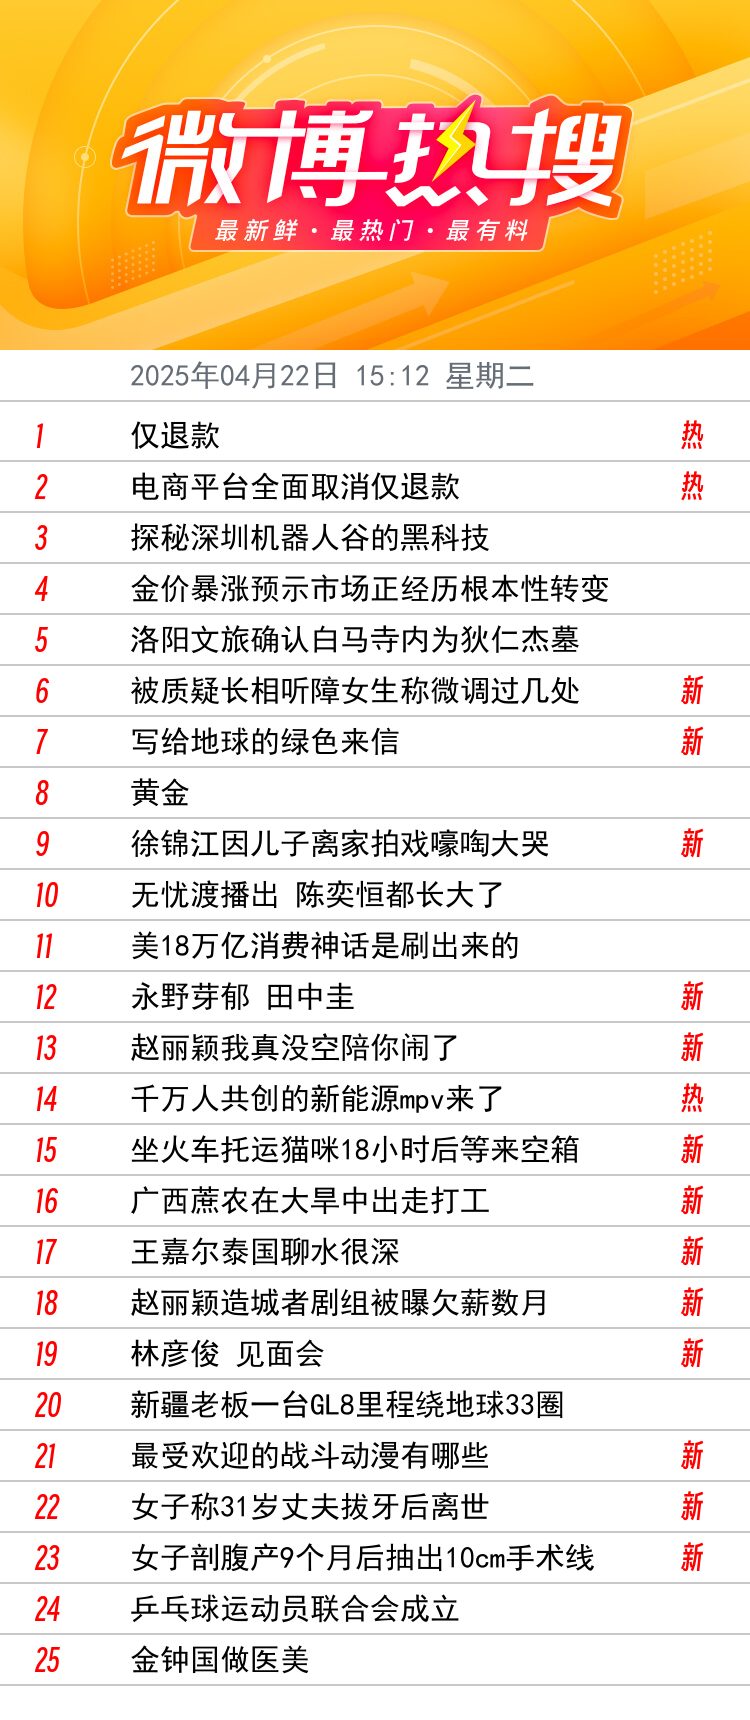 微博热搜
最新鲜·最热门·最有料
2025年04月22日 15:12 星期二
1 仅退款 热
2 电商平台全面取消仅退款 热
3 探秘深圳机器人谷的黑科技
4 金价暴涨预示市场正经历根本性转变
5 洛阳文旅确认白马寺内为狄仁杰墓
6 被质疑长相听障女生称微调过几处 新
7 写给地球的绿色来信 新
8 黄金
9 徐锦江因儿子离家拍戏嚎啕大哭 新
10 无忧渡播出 陈奕恒都长大了
11 美18万亿消费神话是刷出来的
12 永野芽郁 田中圭 新
13 赵丽颖我真没空陪你闹了 新
14 千万人共创的新能源mpv来了 热
15 坐火车托运猫咪18小时后等来空箱 新
16 广西蔗农在大旱中出走打工 新
17 王嘉尔泰国聊水很深 新
18 赵丽颖造城者剧组被曝欠薪数月 新
19 林彦俊 见面会 新
20 新疆老板一台GL8里程绕地球33圈
21 最受欢迎的战斗动漫有哪些 新
22 女子称31岁丈夫拔牙后离世 新
23 女子剖腹产9个月后抽出10cm手术线 新
24 乒乓球运动员联合会成立
25 金钟国做医美